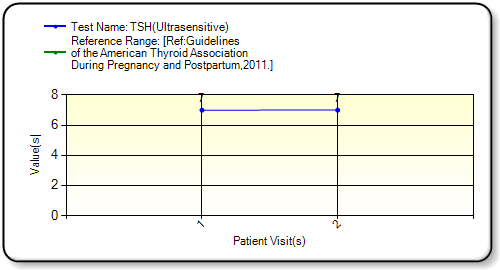 Test Name: TSH(Ultrasensitive)
Reference Range: [Ref:Guidelines
of the American Thyroid Association
During Pregnancy and Postpartum,2011.]
8
7
7
6
4
2
0
Value(s)
1
2
Patient Visit(s)